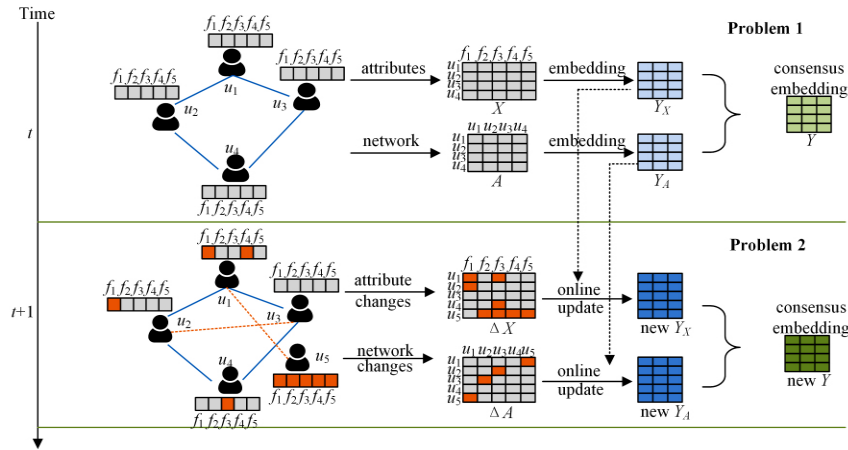 Time
f1 f2 f3 f4 f5
u1
f1 f2 f3 f4 f5
u2
f1 f2 f3 f4 f5
u3
u4
f1 f2 f3 f4 f5
t
attributes
network
f1 f2 f3 f4 f5
u1
u2
u3
u4
X
u1 u2 u3 u4
u1
u2
u3
u4
A
embedding
embedding
YX
YA
Problem 1
consensus
embedding
Y
t+1
f1 f2 f3 f4 f5
u1
f1 f2 f3 f4 f5
u2
f1 f2 f3 f4 f5
u3
u4
f1 f2 f3 f4 f5
u5
f1 f2 f3 f4 f5
attribute
changes
network
changes
f1 f2 f3 f4 f5
u1
u2
u3
u4
u5
Δ X
u1 u2 u3 u4 u5
u1
u2
u3
u4
u5
Δ A
online
update
online
update
new YX
new YA
Problem 2
consensus
embedding
new Y